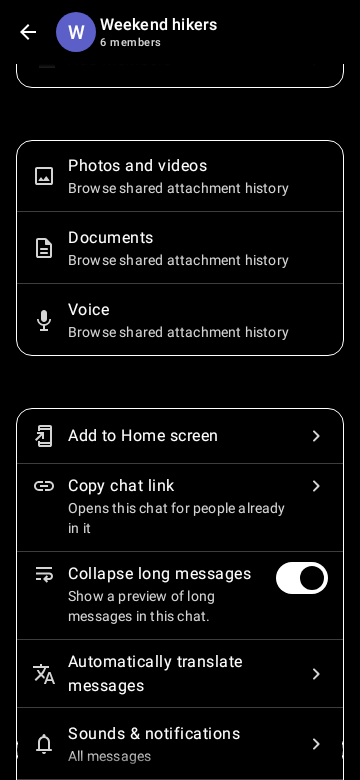 W
Weekend hikers
6 members
Photos and videos
Browse shared attachment history
Documents
Browse shared attachment history
Voice
Browse shared attachment history
Add to Home screen
Copy chat link
Opens this chat for people already
in it
Collapse long messages
Show a preview of long
messages in this chat.
Automatically translate
messages
Sounds & notifications
All messages